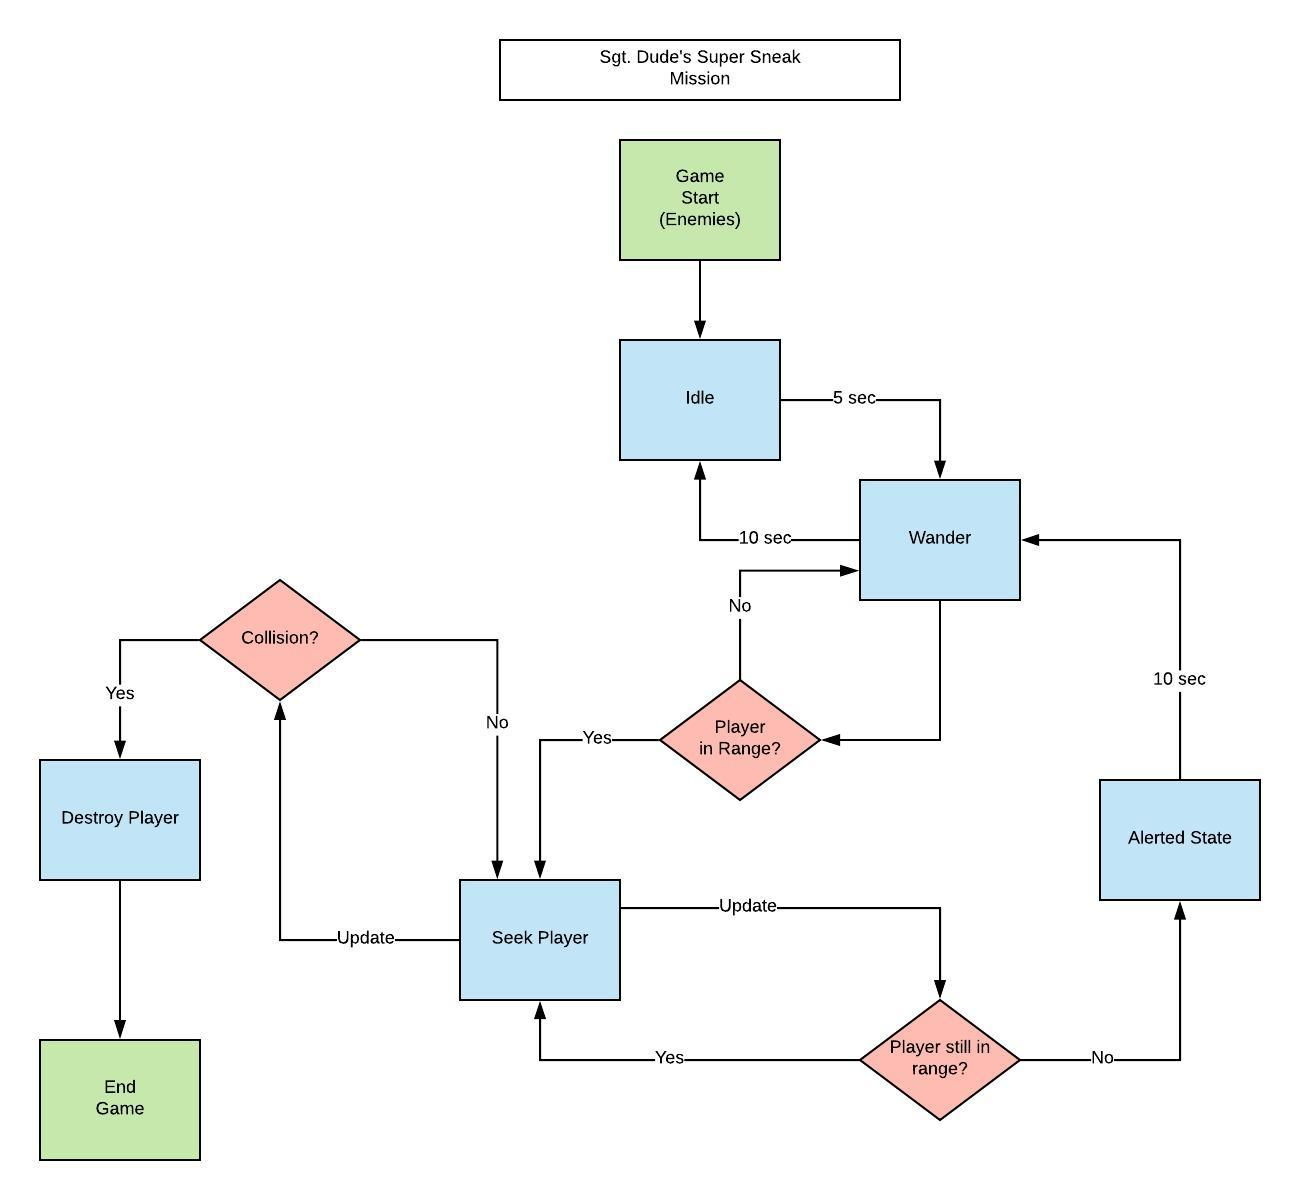 Sgt. Dude's Super Sneak
Mission
Game
Start
(Enemies)
Idle
5 sec
10 sec
Wander
No
Collision?
Yes
No
10 sec
Player
in Range?
Yes
Destroy Player
Alerted State
Update
Seek Player
Update
Player still in
range?
Yes
No
End
Game